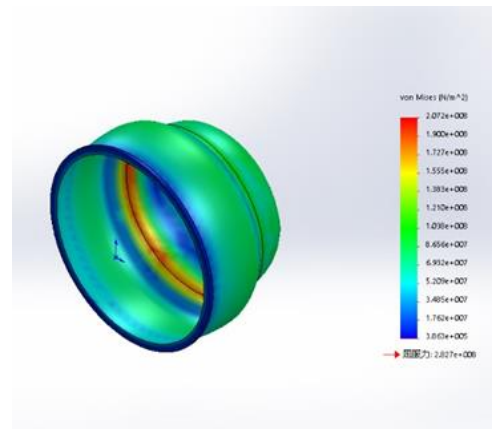 von Mises (N/m^2)
2.072e+008
1.900e+008
1.727e+008
1.555e+008
1.383e+008
1.210e+008
1.038e+008
8.656e+007
6.932e+007
5.209e+007
3.485e+007
1.762e+007
3.863e+005
屈服力: 2.827e+008